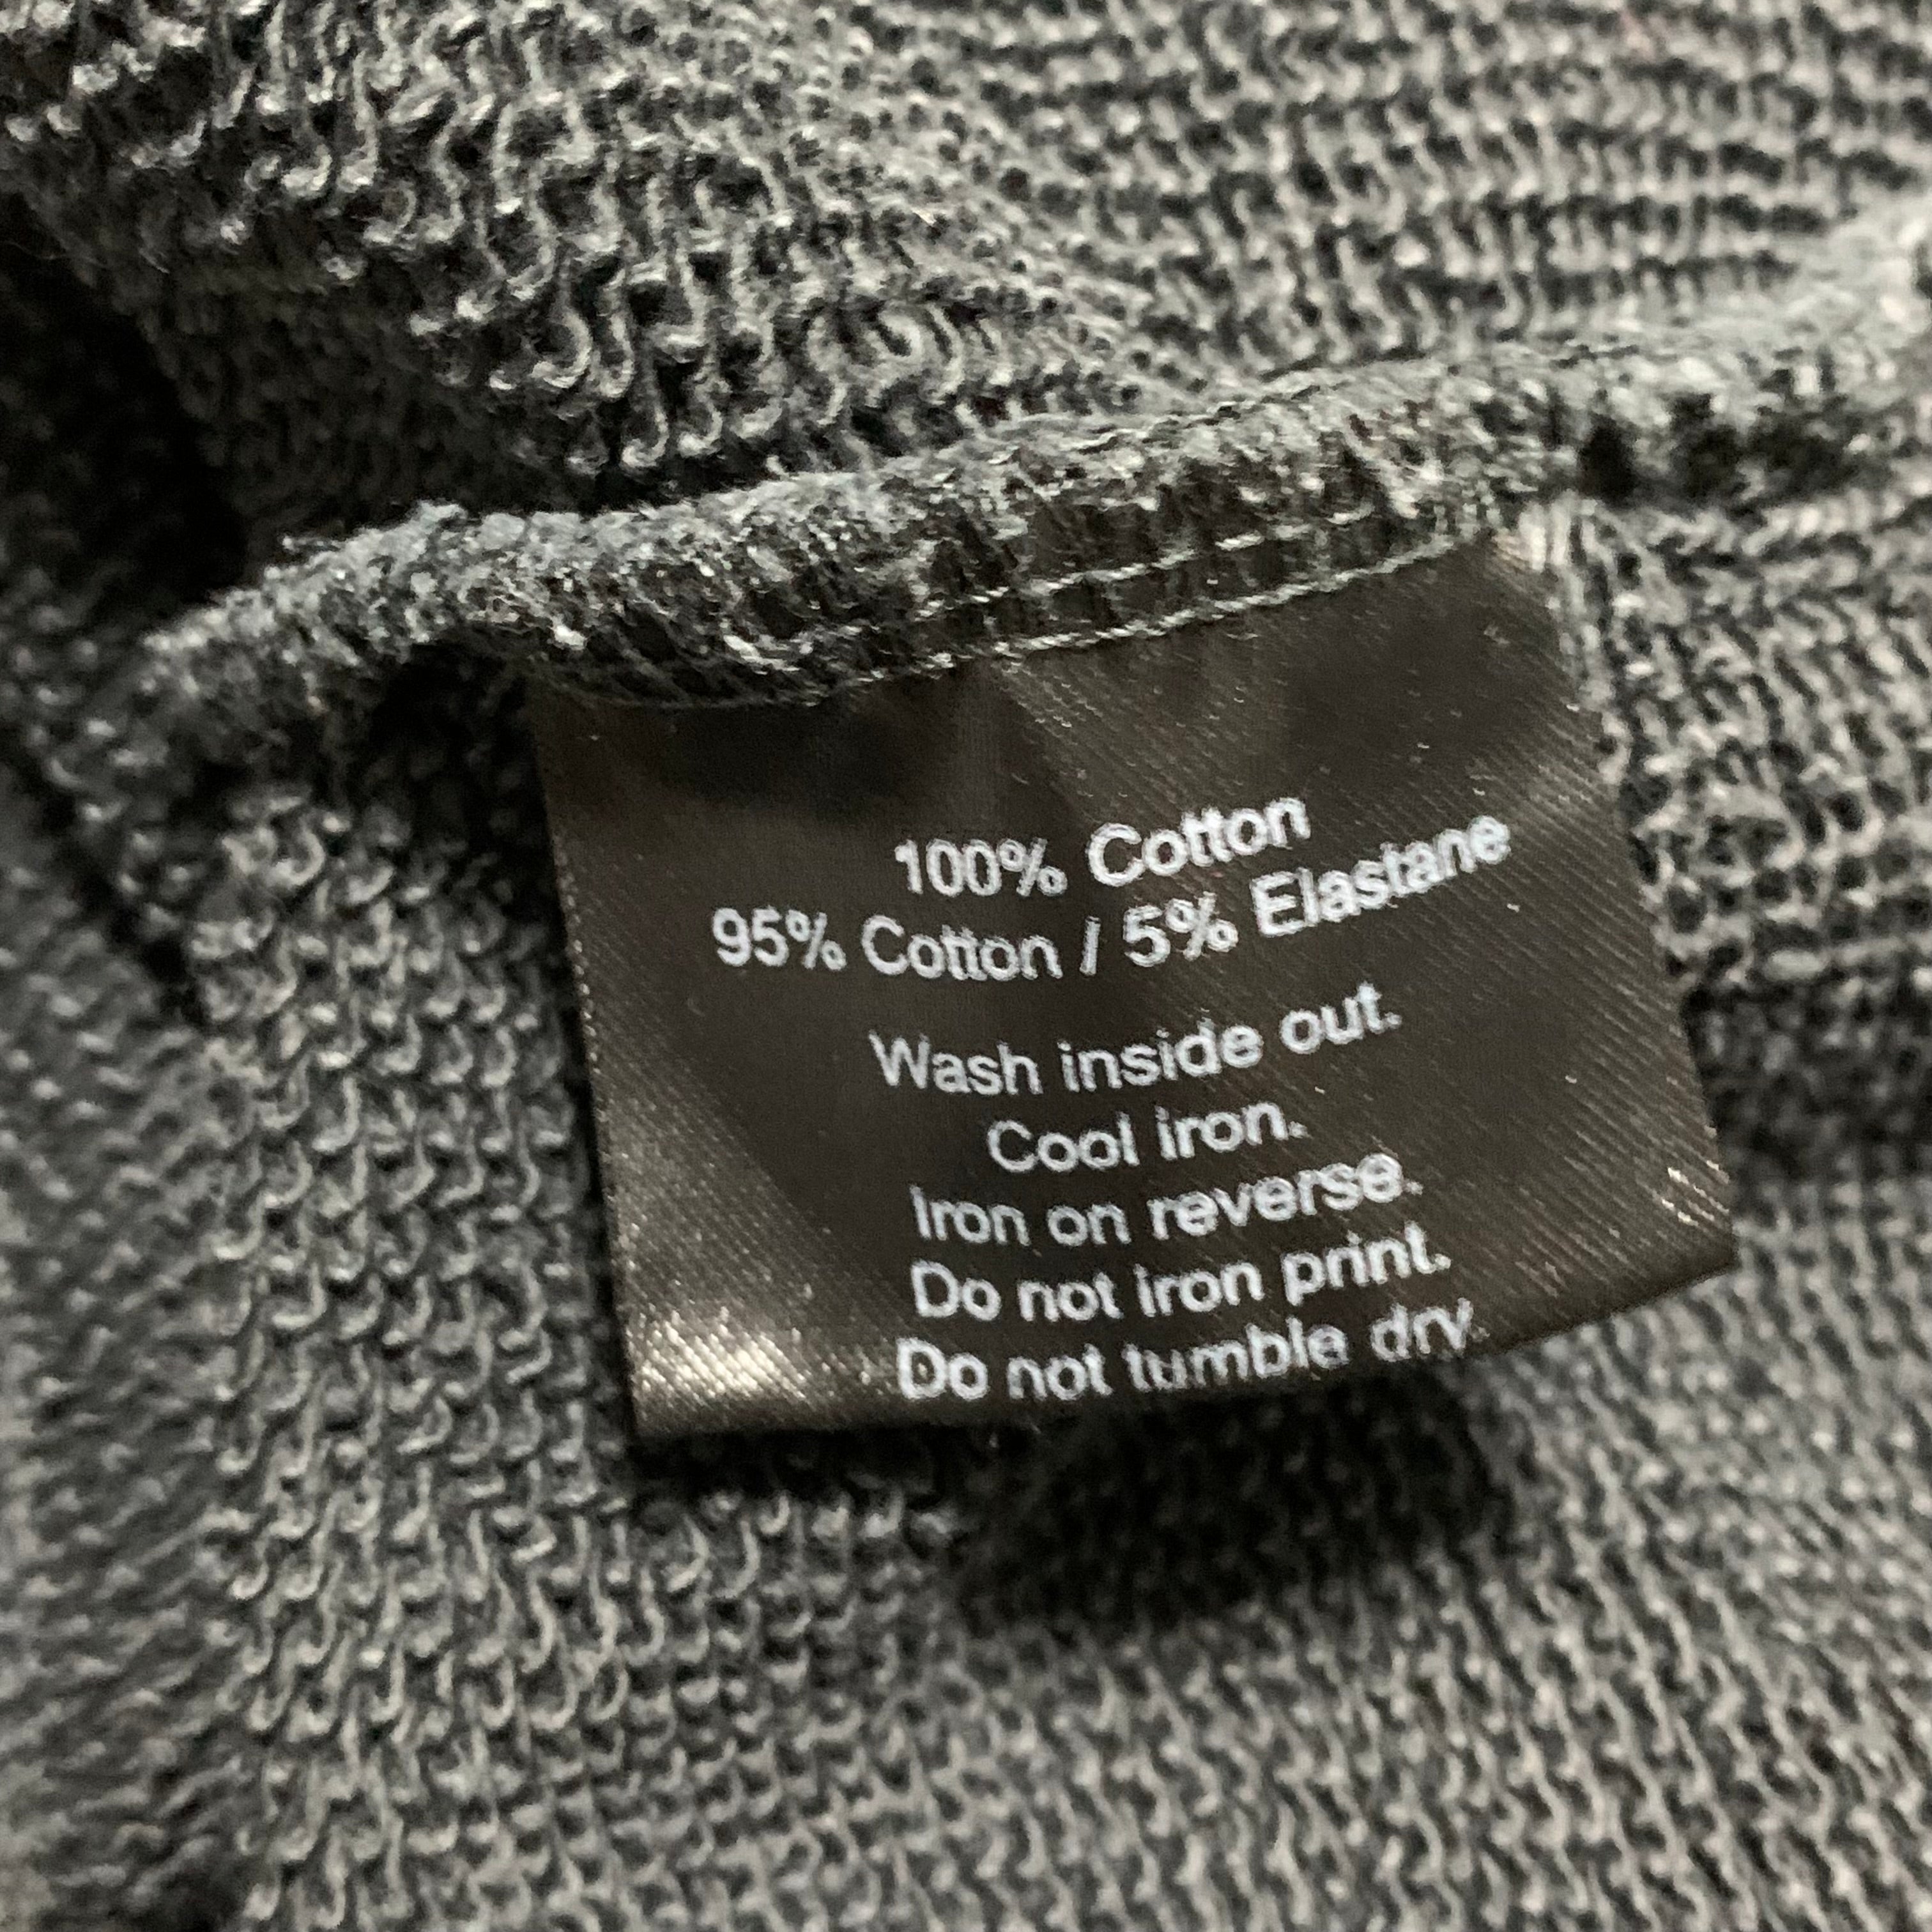 100% Cotton
95% Cotton / 5% Elastane
Wash inside out.
Cool iron.
Iron on reverse.
Do not iron print.
Do not tumble dry.